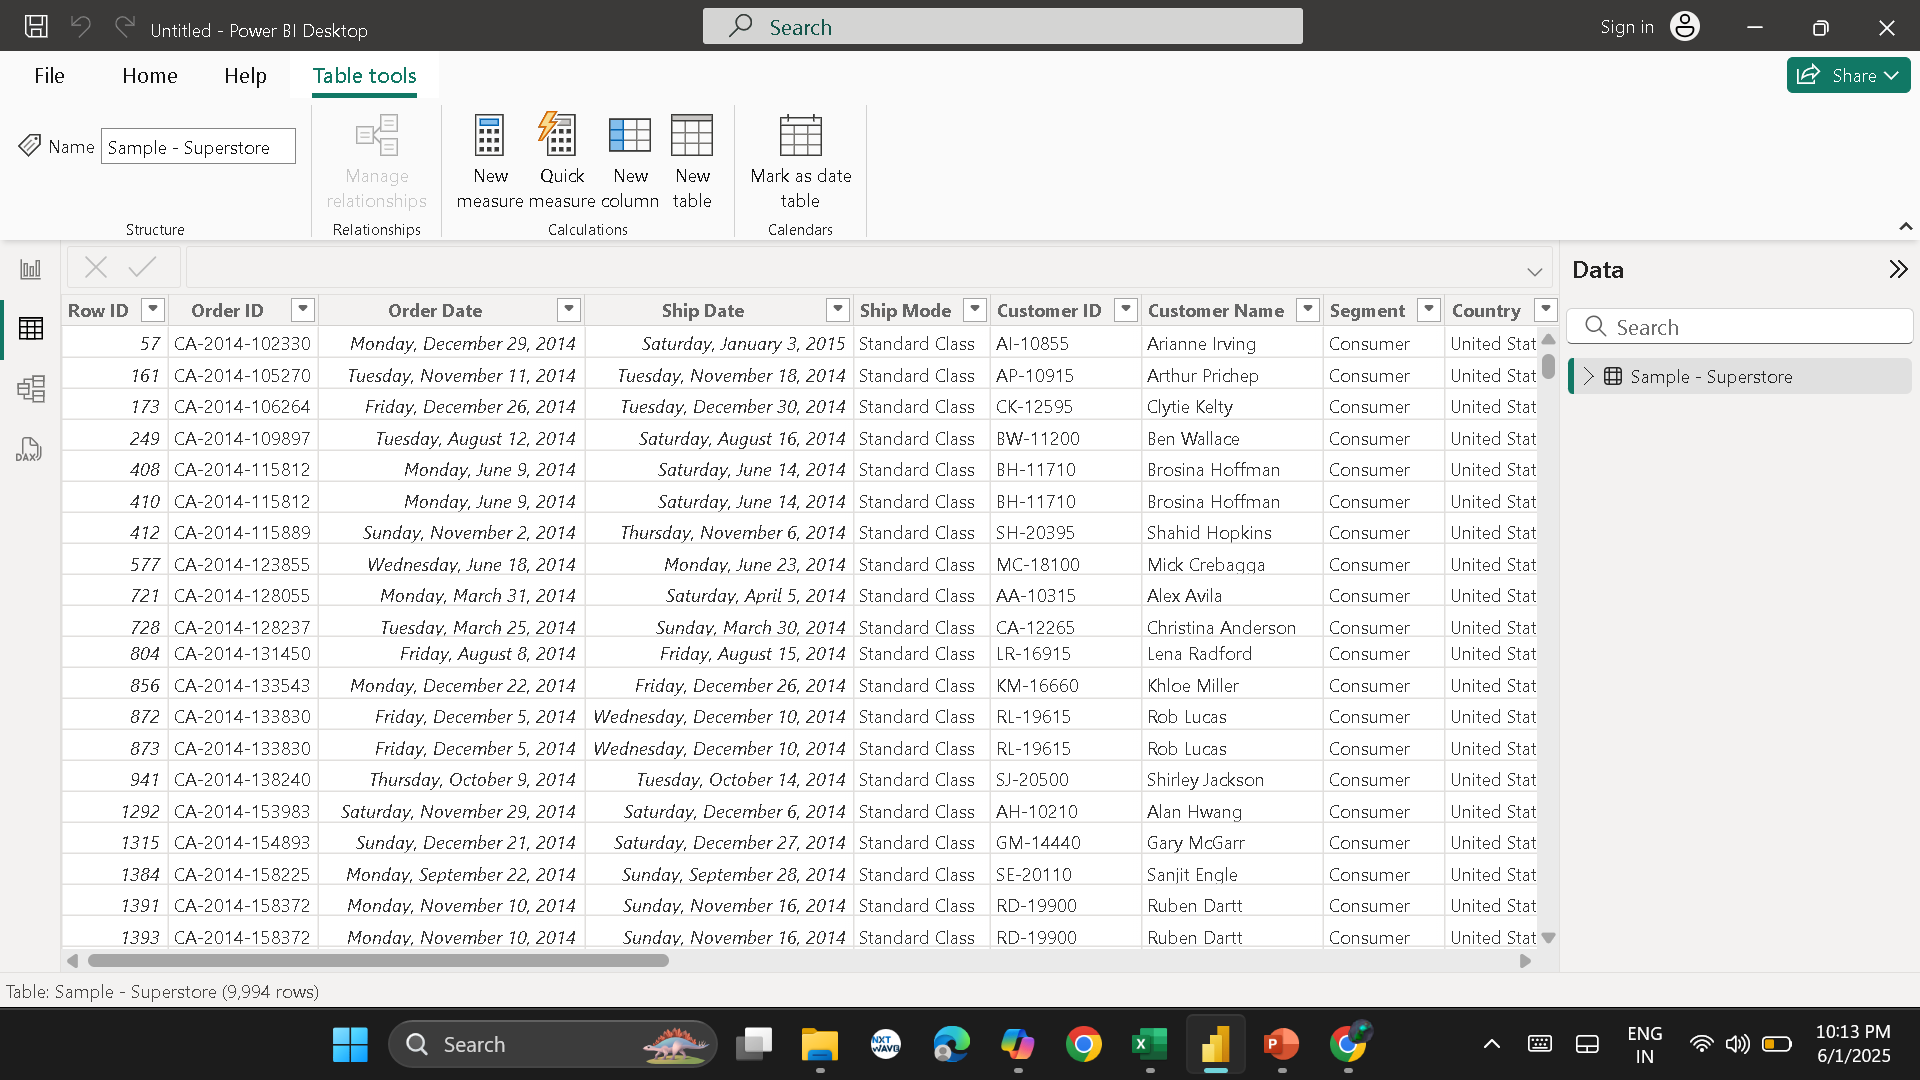 Untitled - Power BI Desktop
Search
Sign in
File
Home
Help
Table tools
Share
Name
Sample - Superstore
Manage relationships
New measure
Quick measure
New column
New table
Mark as date table
Structure
Relationships
Calculations
Calendars
Data
Search
Sample - Superstore
Row ID Order ID Order Date Ship Date Ship Mode Customer ID Customer Name Segment Country
57 CA-2014-102330 Monday, December 29, 2014 Saturday, January 3, 2015 Standard Class AI-10855 Arianne Irving Consumer United Stat
161 CA-2014-105270 Tuesday, November 11, 2014 Tuesday, November 18, 2014 Standard Class AP-10915 Arthur Prichep Consumer United Stat
173 CA-2014-106264 Friday, December 26, 2014 Tuesday, December 30, 2014 Standard Class CK-12595 Clytie Kelty Consumer United Stat
249 CA-2014-109897 Tuesday, August 12, 2014 Saturday, August 16, 2014 Standard Class BW-11200 Ben Wallace Consumer United Stat
408 CA-2014-115812 Monday, June 9, 2014 Saturday, June 14, 2014 Standard Class BH-11710 Brosina Hoffman Consumer United Stat
410 CA-2014-115812 Monday, June 9, 2014 Saturday, June 14, 2014 Standard Class BH-11710 Brosina Hoffman Consumer United Stat
412 CA-2014-115889 Sunday, November 2, 2014 Thursday, November 6, 2014 Standard Class SH-20395 Shahid Hopkins Consumer United Stat
577 CA-2014-123855 Wednesday, June 18, 2014 Monday, June 23, 2014 Standard Class MC-18100 Mick Crebagga Consumer United Stat
721 CA-2014-128055 Monday, March 31, 2014 Saturday, April 5, 2014 Standard Class AA-10315 Alex Avila Consumer United Stat
728 CA-2014-128237 Tuesday, March 25, 2014 Sunday, March 30, 2014 Standard Class CA-12265 Christina Anderson Consumer United Stat
804 CA-2014-131450 Friday, August 8, 2014 Friday, August 15, 2014 Standard Class LR-16915 Lena Radford Consumer United Stat
856 CA-2014-133543 Monday, December 22, 2014 Friday, December 26, 2014 Standard Class KM-16660 Khloe Miller Consumer United Stat
872 CA-2014-133830 Friday, December 5, 2014 Wednesday, December 10, 2014 Standard Class RL-19615 Rob Lucas Consumer United Stat
873 CA-2014-133830 Friday, December 5, 2014 Wednesday, December 10, 2014 Standard Class RL-19615 Rob Lucas Consumer United Stat
941 CA-2014-138240 Thursday, October 9, 2014 Tuesday, October 14, 2014 Standard Class SJ-20500 Shirley Jackson Consumer United Stat
1292 CA-2014-153983 Saturday, November 29, 2014 Saturday, December 6, 2014 Standard Class AH-10210 Alan Hwang Consumer United Stat
1315 CA-2014-154893 Sunday, December 21, 2014 Saturday, December 27, 2014 Standard Class GM-14440 Gary McGarr Consumer United Stat
1384 CA-2014-158225 Monday, September 22, 2014 Sunday, September 28, 2014 Standard Class SE-20110 Sanjit Engle Consumer United Stat
1391 CA-2014-158372 Monday, November 10, 2014 Sunday, November 16, 2014 Standard Class RD-19900 Ruben Dartt Consumer United Stat
1393 CA-2014-158372 Monday, November 10, 2014 Sunday, November 16, 2014 Standard Class RD-19900 Ruben Dartt Consumer United Stat
DAX
Table: Sample - Superstore (9,994 rows)
Search
NXT WAVE
ENG
IN
10:13 PM
6/1/2025